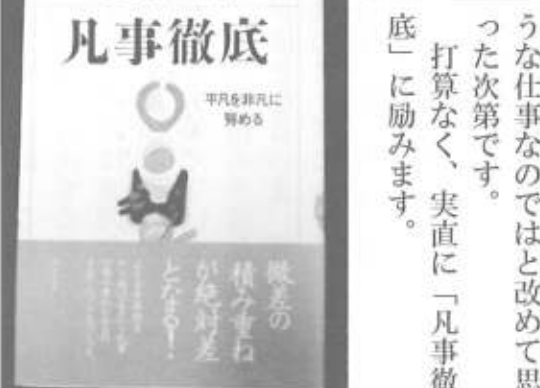 うな仕事なのではと改めて思
った次第です。
打算なく、実直に「凡事徹
底」に励みます。
凡事徹底
平凡を非凡に
努める
微差の
積み重ね
が絶対差
となる!